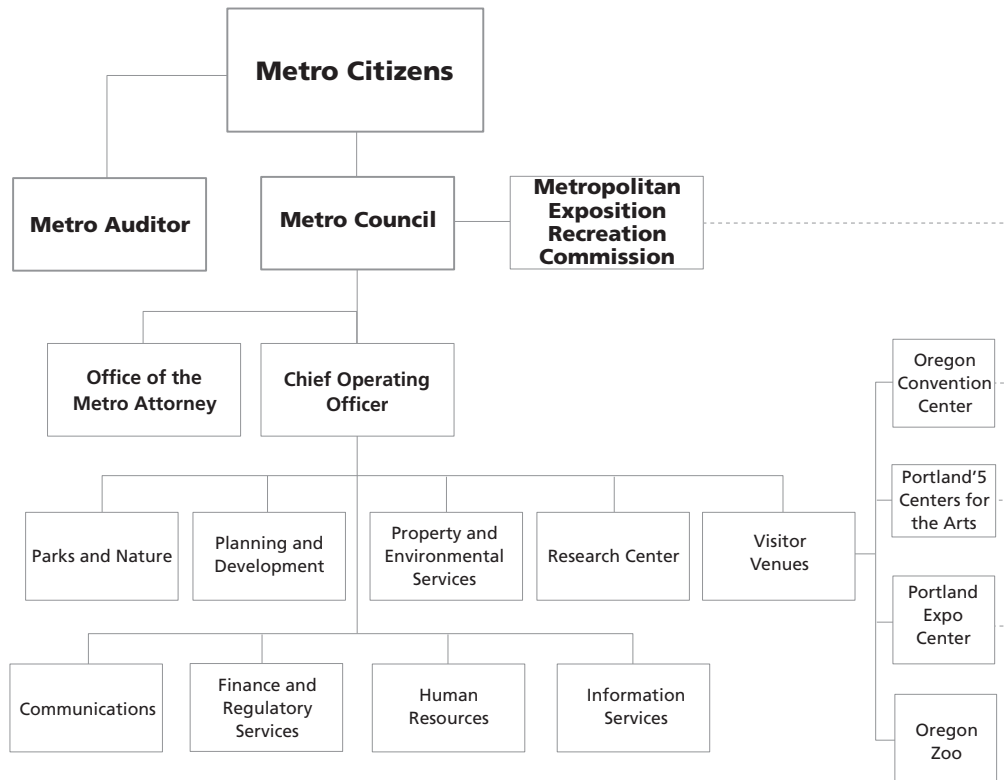 Metro Citizens
Metro Auditor
Metro Council
Metropolitan
Exposition
Recreation
Commission
Office of the
Metro Attorney
Chief Operating
Officer
Oregon
Convention
Center
Portland'5
Centers for
the Arts
Parks and Nature
Planning and
Development
Property and
Environmental
Services
Research Center
Visitor
Venues
Portland
Expo
Center
Communications
Finance and
Regulatory
Services
Human
Resources
Information
Services
Oregon
Zoo